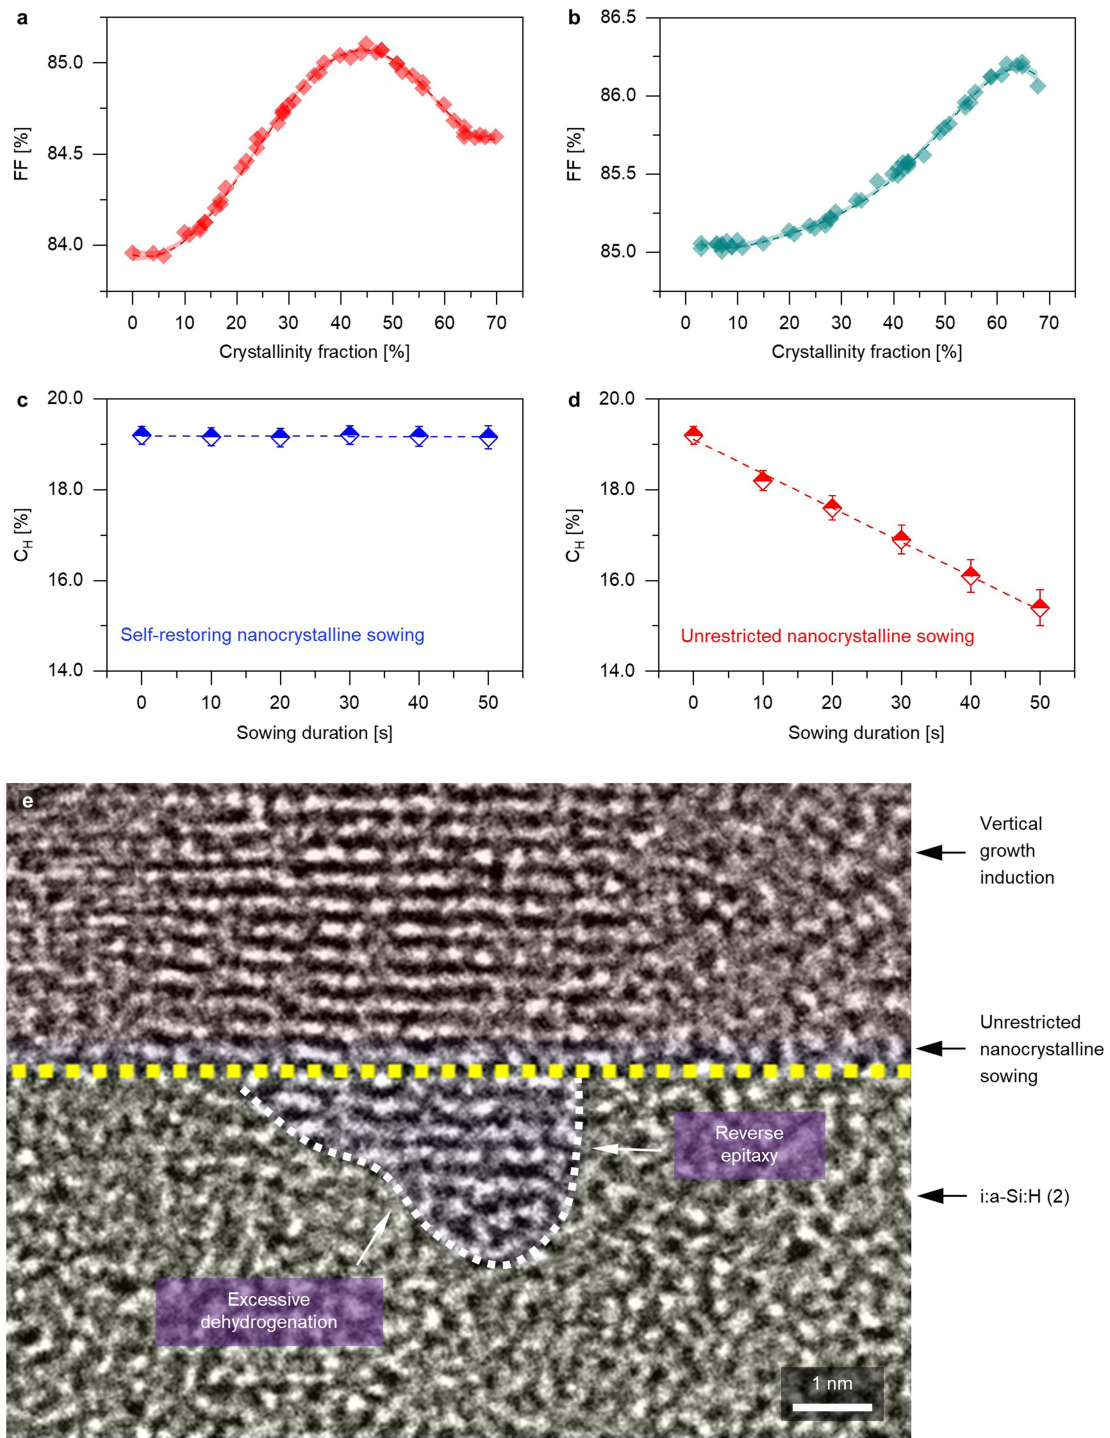 a
85.0
84.5
84.0
FF [%]
0 10 20 30 40 50 60 70
Crystallinity fraction [%]
b
86.5
86.0
85.5
85.0
FF [%]
0 10 20 30 40 50 60 70
Crystallinity fraction [%]
c
20.0
18.0
16.0
14.0
C_H [%]
Self-restoring nanocrystalline sowing
0 10 20 30 40 50
Sowing duration [s]
d
20.0
18.0
16.0
14.0
C_H [%]
Unrestricted nanocrystalline sowing
0 10 20 30 40 50
Sowing duration [s]
e
Vertical
growth
induction
Unrestricted
nanocrystalline
sowing
Reverse
epitaxy
i:a-Si:H (2)
Excessive
dehydrogenation
1 nm